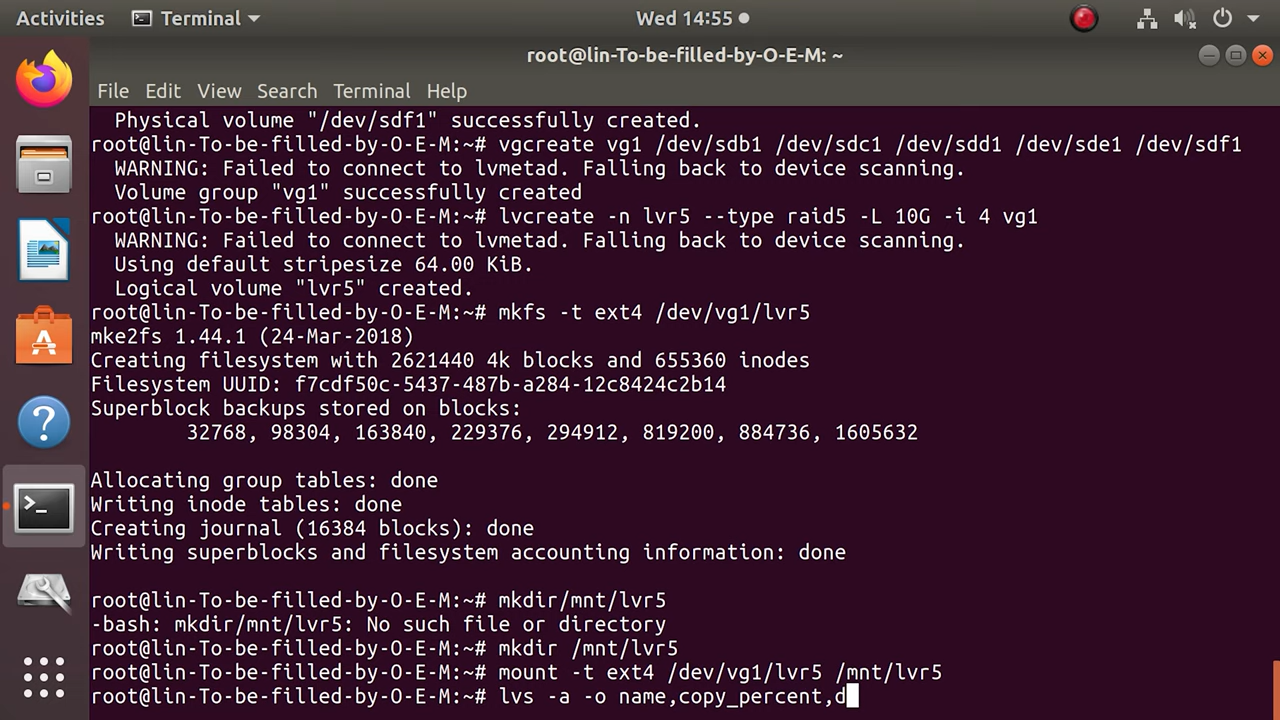 Activities Terminal Wed 14:55
root@lin-To-be-filled-by-O-E-M: ~
File Edit View Search Terminal Help
Physical volume "/dev/sdf1" successfully created.
root@lin-To-be-filled-by-O-E-M:~# vgcreate vg1 /dev/sdb1 /dev/sdc1 /dev/sdd1 /dev/sde1 /dev/sdf1
WARNING: Failed to connect to lvmetad. Falling back to device scanning.
Volume group "vg1" successfully created
root@lin-To-be-filled-by-O-E-M:~# lvcreate -n lvr5 --type raid5 -L 10G -i 4 vg1
WARNING: Failed to connect to lvmetad. Falling back to device scanning.
Using default stripesize 64.00 KiB.
Logical volume "lvr5" created.
root@lin-To-be-filled-by-O-E-M:~# mkfs -t ext4 /dev/vg1/lvr5
mke2fs 1.44.1 (24-Mar-2018)
Creating filesystem with 2621440 4k blocks and 655360 inodes
Filesystem UUID: f7cdf50c-5437-487b-a284-12c8424c2b14
Superblock backups stored on blocks:
32768, 98304, 163840, 229376, 294912, 819200, 884736, 1605632
Allocating group tables: done
Writing inode tables: done
Creating journal (16384 blocks): done
Writing superblocks and filesystem accounting information: done
root@lin-To-be-filled-by-O-E-M:~# mkdir/mnt/lvr5
-bash: mkdir/mnt/lvr5: No such file or directory
root@lin-To-be-filled-by-O-E-M:~# mkdir /mnt/lvr5
root@lin-To-be-filled-by-O-E-M:~# mount -t ext4 /dev/vg1/lvr5 /mnt/lvr5
root@lin-To-be-filled-by-O-E-M:~# lvs -a -o name,copy_percent,d